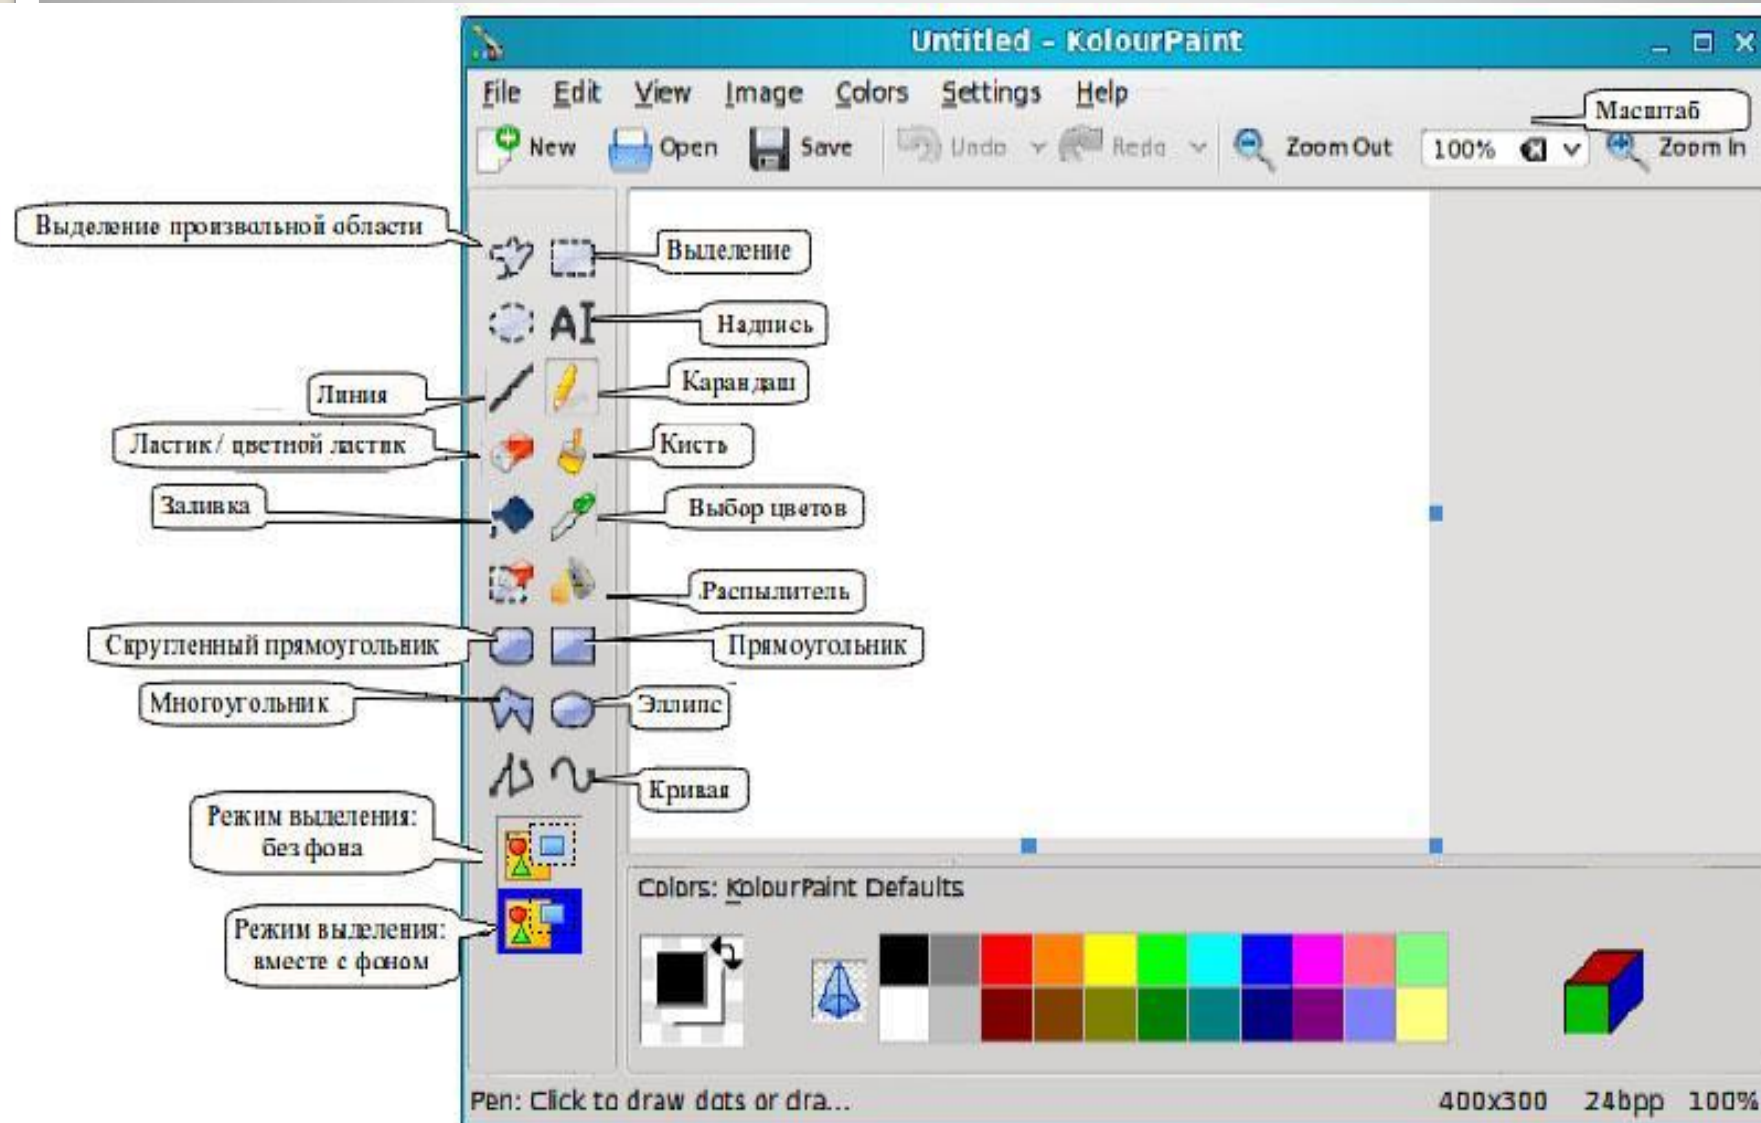 Untitled – KolourPaint
File Edit View Image Colors Settings Help
Масштаб
New Open Save Undo Redo Zoom Out 100% Zoom In
Выделение произвольной области
Выделение
Надпись
Линия
Карандаш
Ластик / цветной ластик
Кисть
Заливка
Выбор цветов
Распылитель
Скругленный прямоугольник
Прямоугольник
Многоугольник
Эллипс
Кривая
Режим выделения:
без фона
Режим выделения:
вместе с фоном
Colors: KolourPaint Defaults
Pen: Click to draw dots or dra...
400x300 24bpp 100%